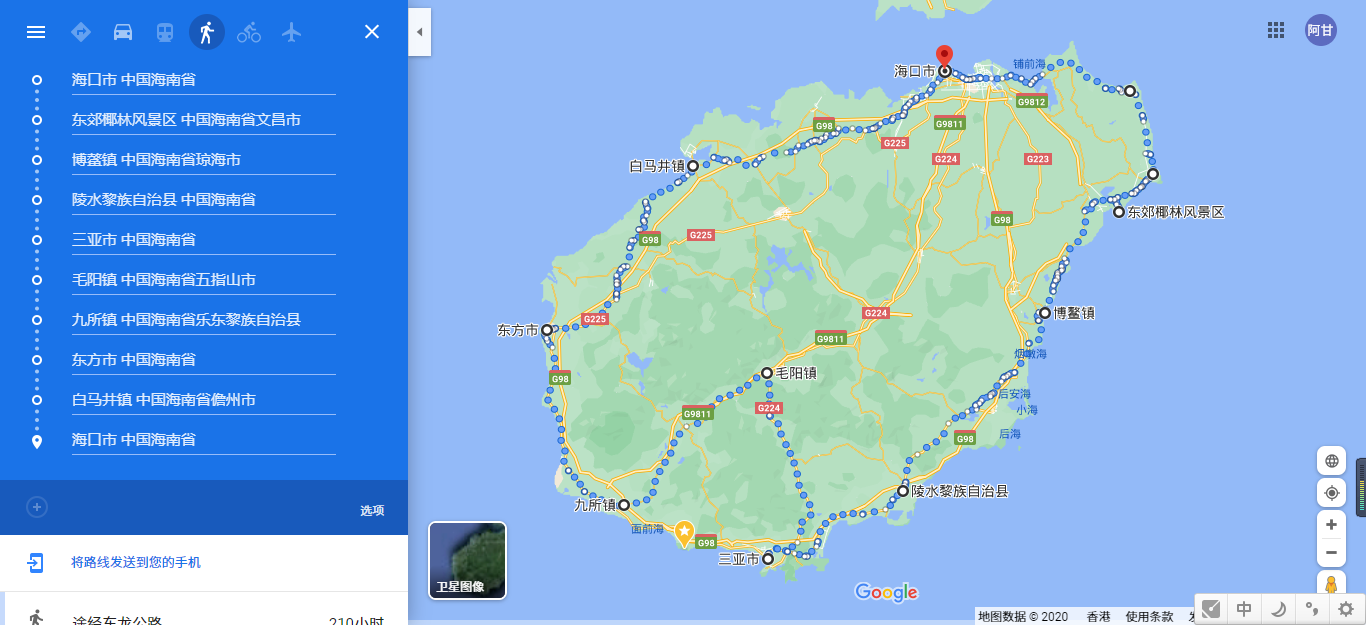 海口市 中国海南省
东郊椰林风景区 中国海南省文昌市
博鳌镇 中国海南省琼海市
陵水黎族自治县 中国海南省
三亚市 中国海南省
毛阳镇 中国海南省五指山市
九所镇 中国海南省乐东黎族自治县
东方市 中国海南省
白马井镇 中国海南省儋州市
海口市 中国海南省
选项
将路线发送到您的手机
途经东龙公路
210小时
阿甘
海口市
铺前海
G9812
G98
G9811
G225
G224
G223
白马井镇
东郊椰林风景区
G98
G98
G225
G225
东方市
G224
博鳌镇
G9811
烟墩海
毛阳镇
G98
后安海
小海
G9811
G224
后海
G98
陵水黎族自治县
九所镇
面前海
G98
三亚市
卫星图像
Google
地图数据 © 2020
香港
使用条款
中